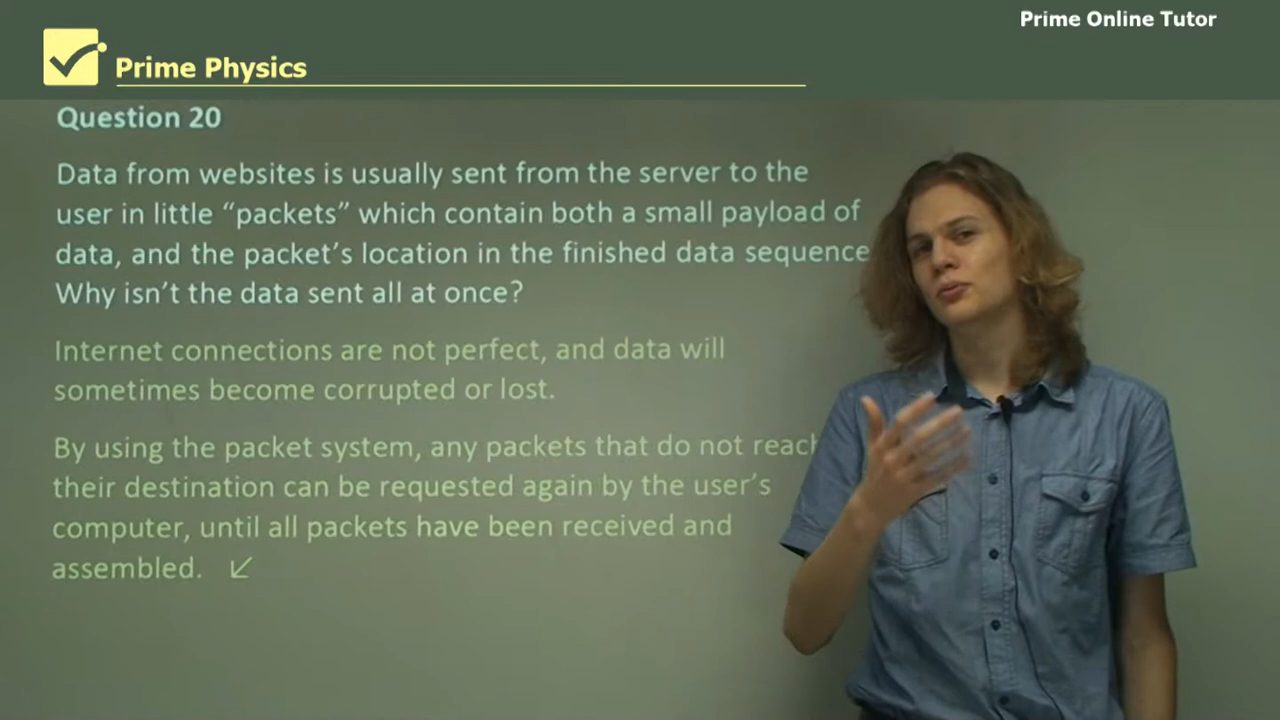 Prime Online Tutor
Prime Physics
Question 20
Data from websites is usually sent from the server to the
user in little “packets” which contain both a small payload of
data, and the packet’s location in the finished data sequence
Why isn’t the data sent all at once?
Internet connections are not perfect, and data will
sometimes become corrupted or lost.
By using the packet system, any packets that do not reach
their destination can be requested again by the user’s
computer, until all packets have been received and
assembled.